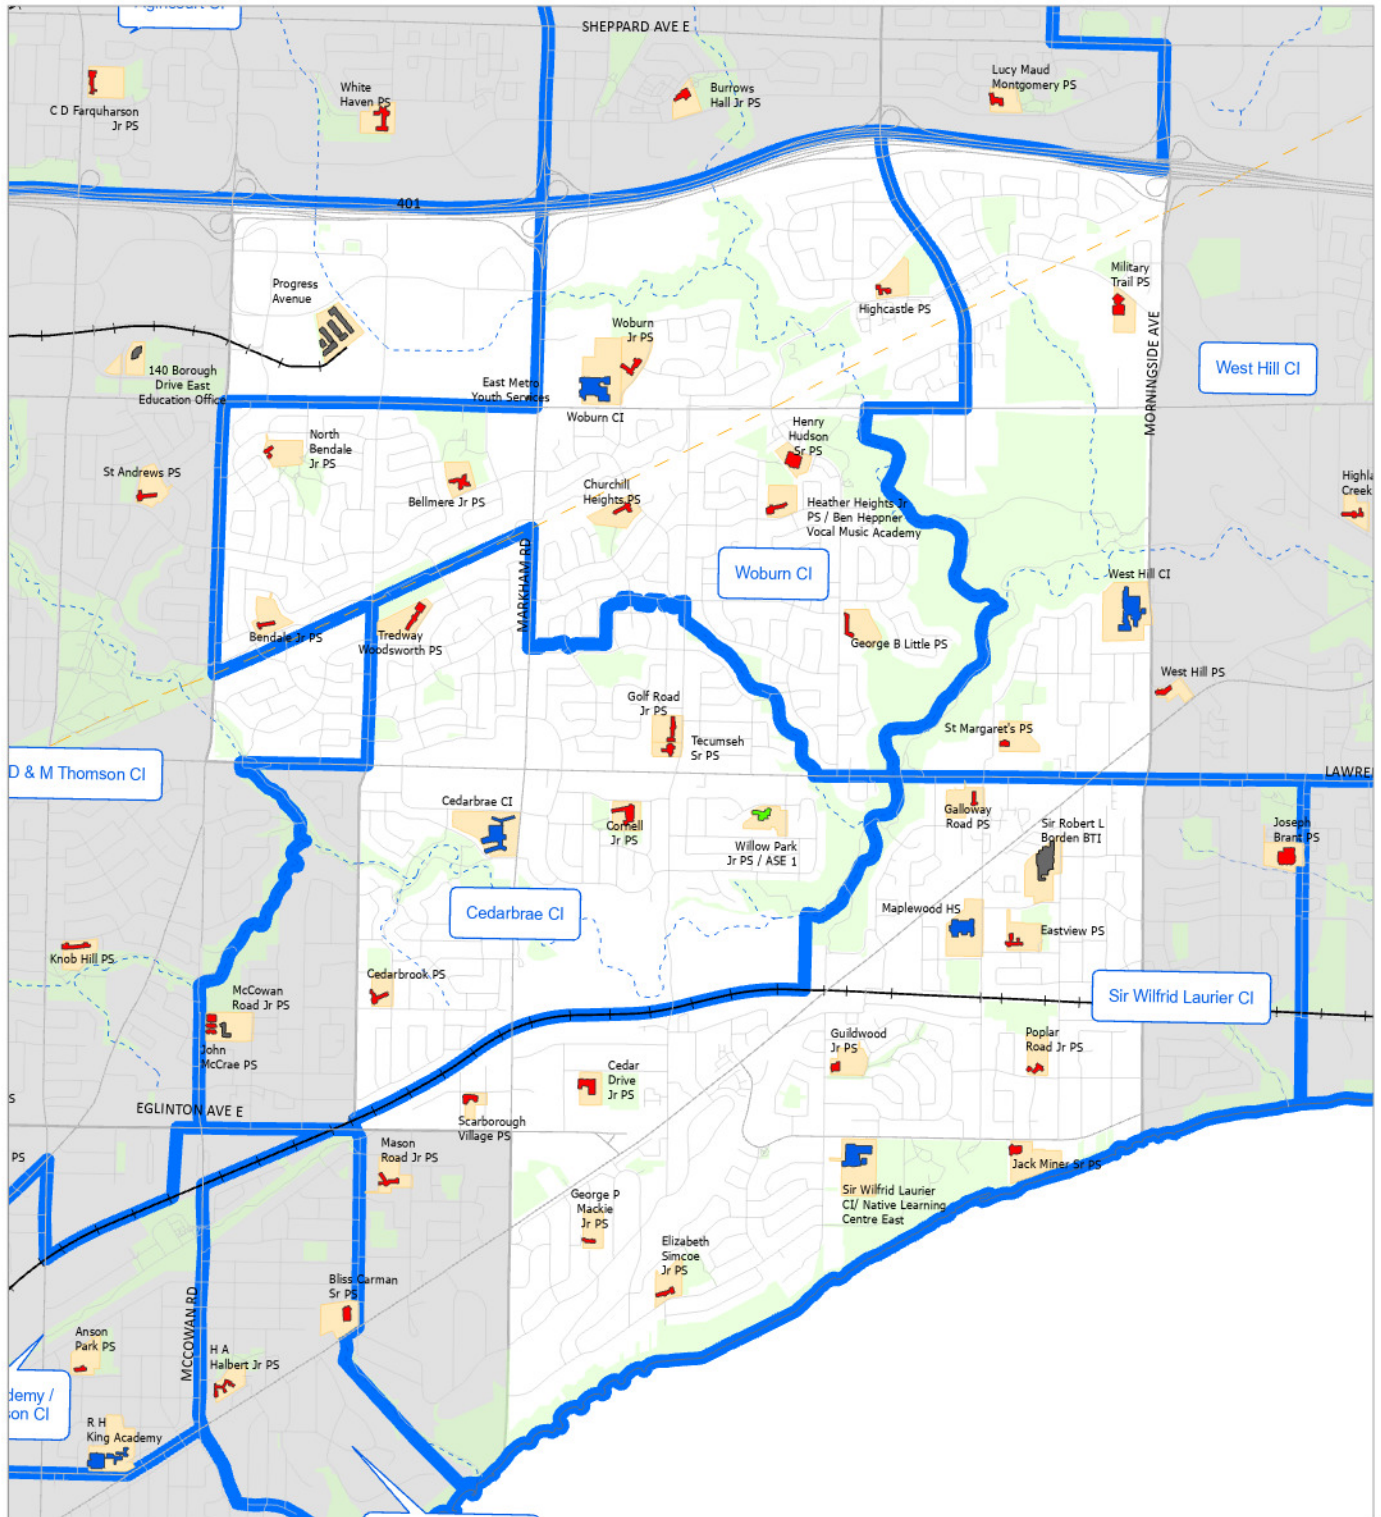 Agincourt CI
SHEPPARD AVE E
C D Farquharson
Jr PS
White
Haven PS
Burrows
Hall Jr PS
Lucy Maud
Montgomery PS
401
Progress
Avenue
Military
Trail PS
Highcastle PS
Woburn
Jr PS
MORNINGSIDE AVE
West Hill CI
140 Borough
Drive East
Education Office
East Metro
Youth Services
Woburn CI
North
Bendale
Jr PS
Henry
Hudson
Sr PS
St Andrews PS
Bellmere Jr PS
Churchill
Heights PS
Heather Heights Jr
PS / Ben Heppner
Vocal Music Academy
Creek
MARKHAM RD
Woburn CI
West Hill CI
Bendale Jr PS
Tredway
Woodsworth PS
George B Little PS
West Hill PS
Golf Road
Jr PS
Tecumseh
Sr PS
St Margaret's PS
D & M Thomson CI
LAWRE
Cedarbrae CI
Cornell
Jr PS
Willow Park
Jr PS / ASE 1
Galloway
Road PS
Sir Robert L
Borden BTI
Joseph
Brant PS
Cedarbrae CI
Maplewood HS
Eastview PS
Knob Hill PS
Cedarbrook PS
McCowan
Road Jr PS
John
McCrae PS
Sir Wilfrid Laurier CI
Guildwood
Jr PS
Poplar
Road Jr PS
Cedar
Drive
Jr PS
S
EGLINTON AVE E
Scarborough
Village PS
PS
Mason
Road Jr PS
Jack Miner Sr PS
Sir Wilfrid Laurier
CI/ Native Learning
Centre East
George P
Mackie
Jr PS
Elizabeth
Simcoe
Jr PS
Bliss Carman
Sr PS
MCCOWAN RD
Anson
Park PS
H A
Halbert Jr PS
demy /
son CI
R H
King Academy